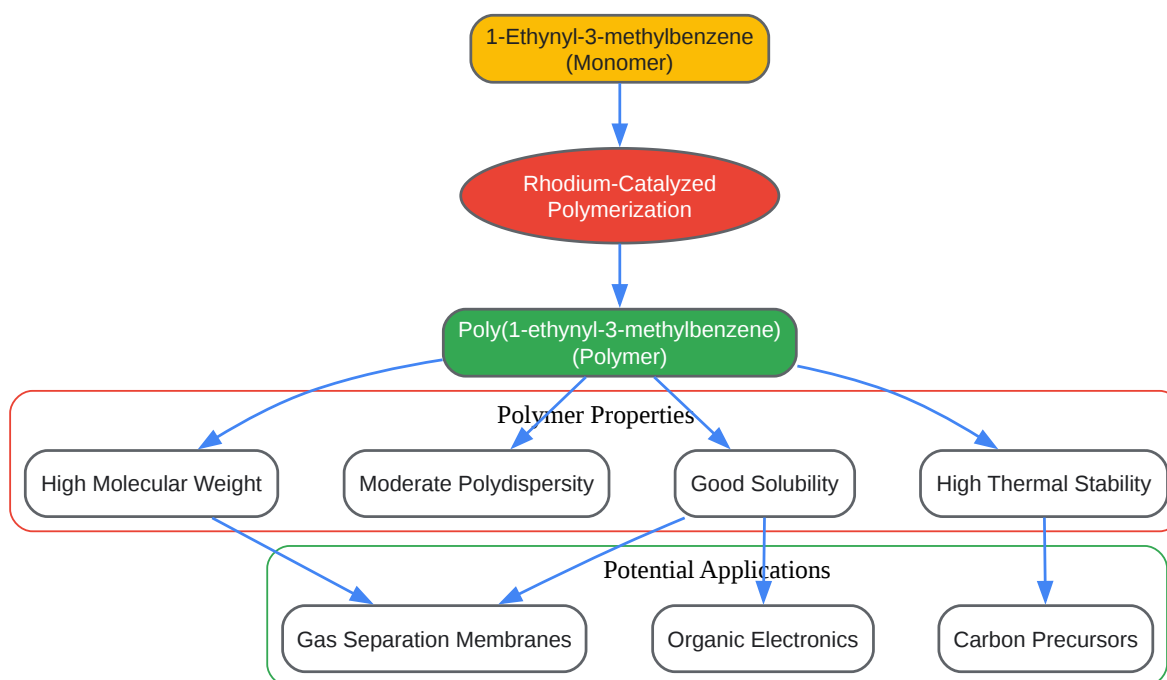 1-Ethynyl-3-methylbenzene
(Monomer)
Rhodium-Catalyzed
Polymerization
Poly(1-ethynyl-3-methylbenzene)
(Polymer)
Polymer Properties
High Molecular Weight
Moderate Polydispersity
Good Solubility
High Thermal Stability
Potential Applications
Gas Separation Membranes
Organic Electronics
Carbon Precursors